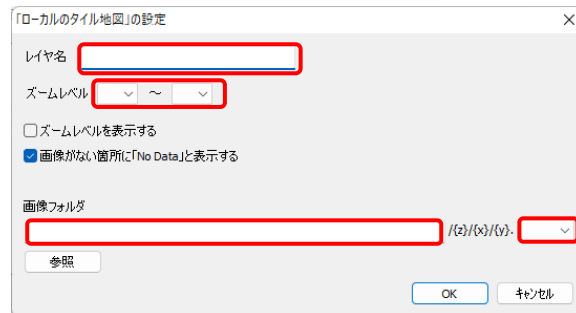 「ローカルのタイル地図」の設定
レイヤ名
ズームレベル ～
ズームレベルを表示する
画像がない箇所に「No Data」と表示する
画像フォルダ
/{z}/{x}/{y}.
参照
OK キャンセル